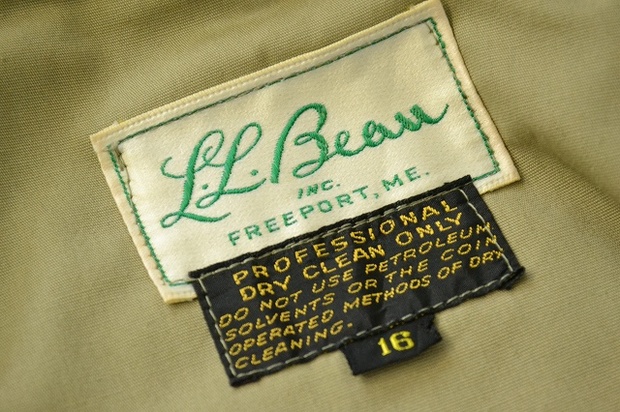 L.L.Bean
INC.
FREEPORT, ME.
PROFESSIONAL
DRY CLEAN ONLY
DO NOT USE PETROLEUM
SOLVENTS OR THE COIN
OPERATED METHODS OF DRY
CLEANING.
16